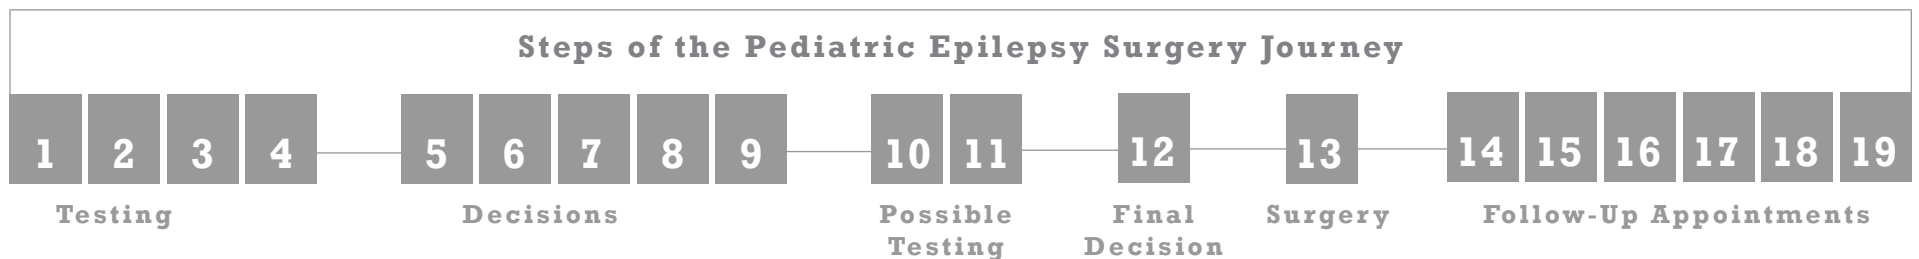 Steps of the Pediatric Epilepsy Surgery Journey
1 2 3 4 5 6 7 8 9 10 11 12 13 14 15 16 17 18 19
Testing Decisions Possible Final Surgery Follow-Up Appointments
Testing Decision